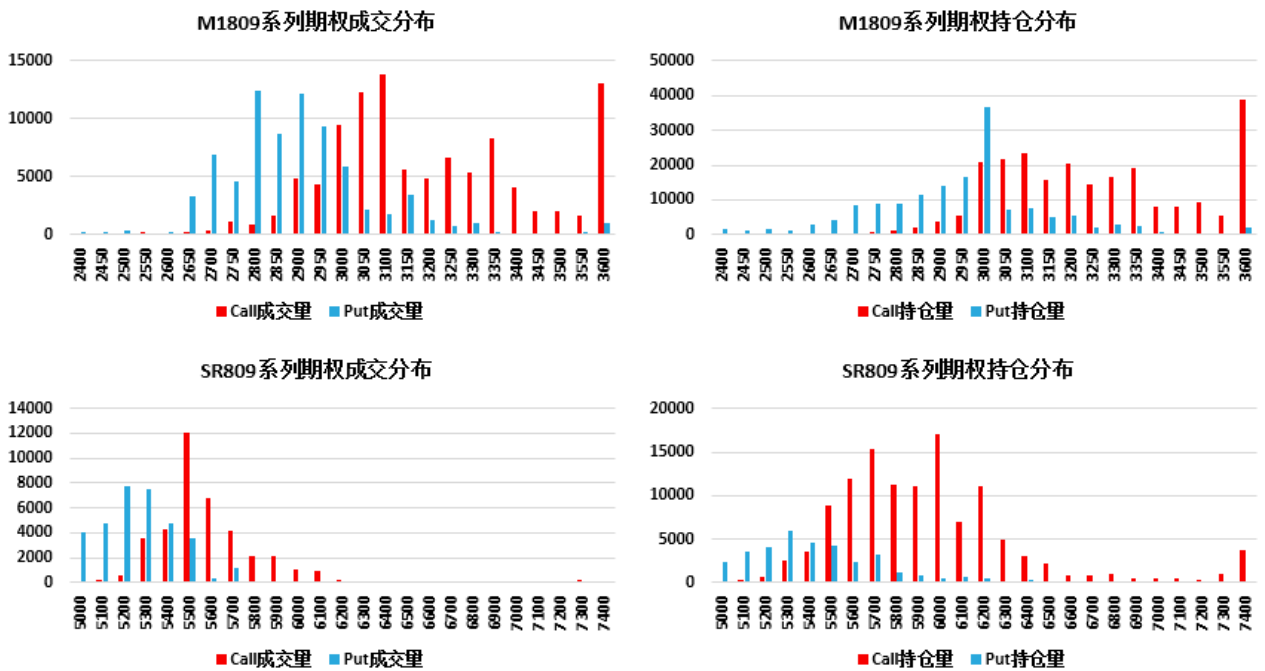 M1809系列期权成交分布
15000
10000
5000
0
2400 2450 2500 2550 2600 2650 2700 2750 2800 2850 2900 2950 3000 3050 3100 3150 3200 3250 3300 3350 3400 3450 3500 3550 3600
Call成交量 Put成交量
M1809系列期权持仓分布
50000
40000
30000
20000
10000
0
2400 2450 2500 2550 2600 2650 2700 2750 2800 2850 2900 2950 3000 3050 3100 3150 3200 3250 3300 3350 3400 3450 3500 3550 3600
Call持仓量 Put持仓量
SR809系列期权成交分布
14000
12000
10000
8000
6000
4000
2000
0
5000 5100 5200 5300 5400 5500 5600 5700 5800 5900 6000 6100 6200 6300 6400 6500 6600 6700 6800 6900 7000 7100 7200 7300 7400
Call成交量 Put成交量
SR809系列期权持仓分布
20000
15000
10000
5000
0
5000 5100 5200 5300 5400 5500 5600 5700 5800 5900 6000 6100 6200 6300 6400 6500 6600 6700 6800 6900 7000 7100 7200 7300 7400
Call持仓量 Put持仓量